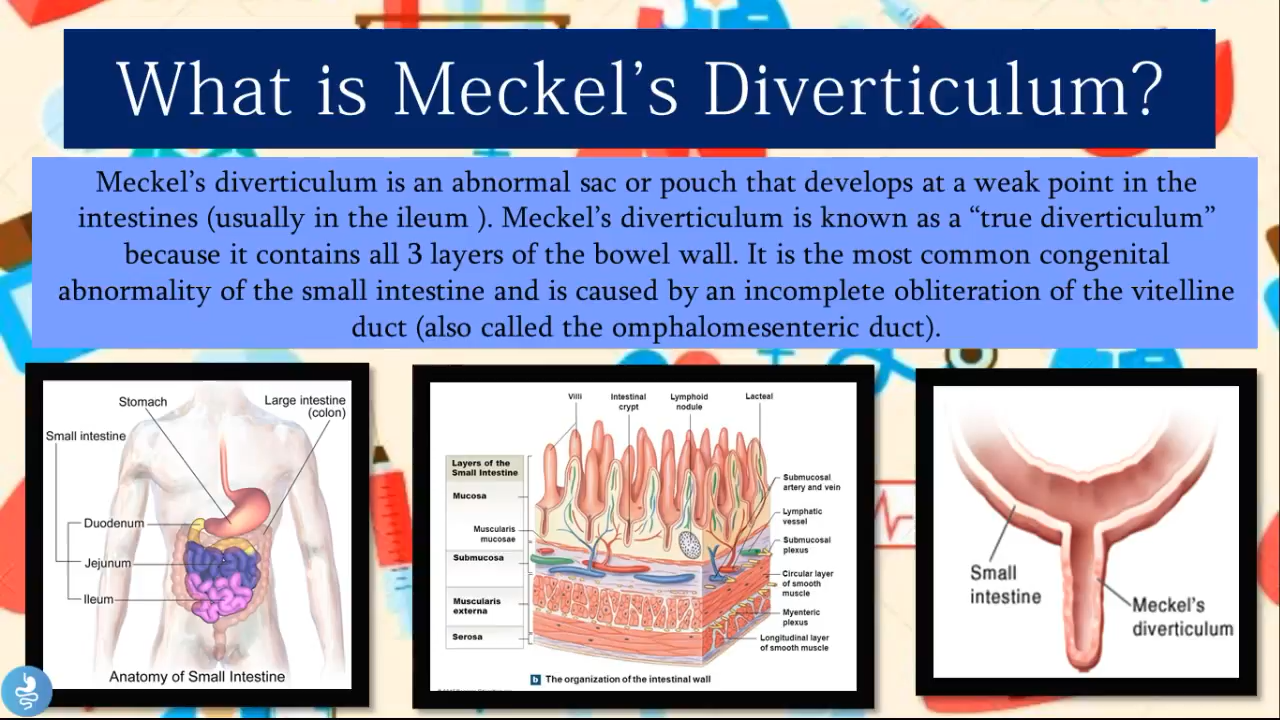 What is Meckel's Diverticulum?
Meckel's diverticulum is an abnormal sac or pouch that develops at a weak point in the
intestines (usually in the ileum ). Meckel's diverticulum is known as a “true diverticulum”
because it contains all 3 layers of the bowel wall. It is the most common congenital
abnormality of the small intestine and is caused by an incomplete obliteration of the vitelline
duct (also called the omphalomesenteric duct).
Stomach
Large intestine
(colon)
Small intestine
Duodenum
Jejunum
Ileum
Anatomy of Small Intestine
Villi
Intestinal
crypt
Lymphoid
nodule
Lacteal
Layers of the
Small Intestine
Mucosa
Muscularis
mucosae
Submucosa
Muscularis
externa
Serosa
Submucosal
artery and vein
Lymphatic
vessel
Submucosal
plexus
Circular layer
of smooth
muscle
Myenteric
plexus
Longitudinal layer
of smooth muscle
b The organization of the intestinal wall
Small
intestine
Meckel's
diverticulum